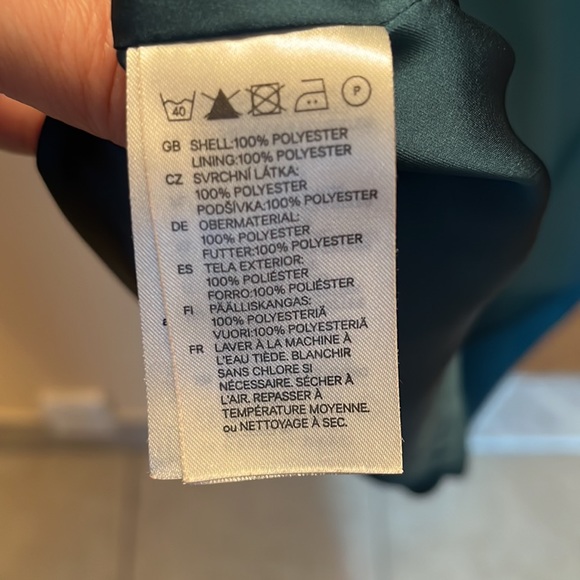 40 P
GB SHELL:100% POLYESTER
LINING:100% POLYESTER
CZ SVRCHNÍ LÁTKA:
100% POLYESTER
PODŠÍVKA:100% POLYESTER
DE OBERMATERIAL:
100% POLYESTER
FUTTER:100% POLYESTER
ES TELA EXTERIOR:
100% POLIÉSTER
FORRO:100% POLIÉSTER
FI PÄÄLLISKANGAS:
100% POLYESTERIÄ
VUORI:100% POLYESTERIÄ
FR LAVER À LA MACHINE À
L'EAU TIÈDE. BLANCHIR
SANS CHLORE SI
NÉCESSAIRE. SÉCHER À
L'AIR. REPASSER À
TEMPÉRATURE MOYENNE.
ou NETTOYAGE À SEC.